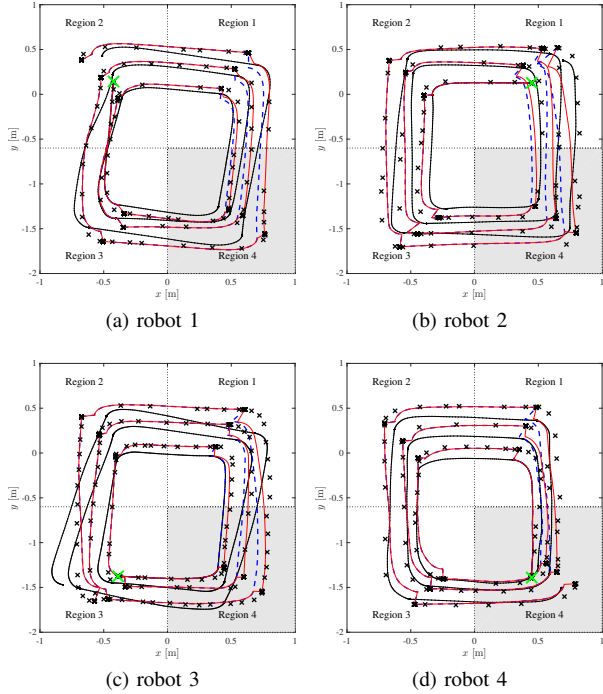 1
Region 2 Region 1
0.5
0
-0.5
y [m]
-1
-1.5
Region 3 Region 4
-2
-1 -0.5 0 0.5 1
x [m]
(a) robot 1
1
Region 2 Region 1
0.5
0
-0.5
y [m]
-1
-1.5
Region 3 Region 4
-2
-1 -0.5 0 0.5 1
x [m]
(b) robot 2
1
Region 2 Region 1
0.5
0
-0.5
y [m]
-1
-1.5
Region 3 Region 4
-2
-1 -0.5 0 0.5 1
x [m]
(c) robot 3
1
Region 2 Region 1
0.5
0
-0.5
y [m]
-1
-1.5
Region 3 Region 4
-2
-1 -0.5 0 0.5 1
x [m]
(d) robot 4